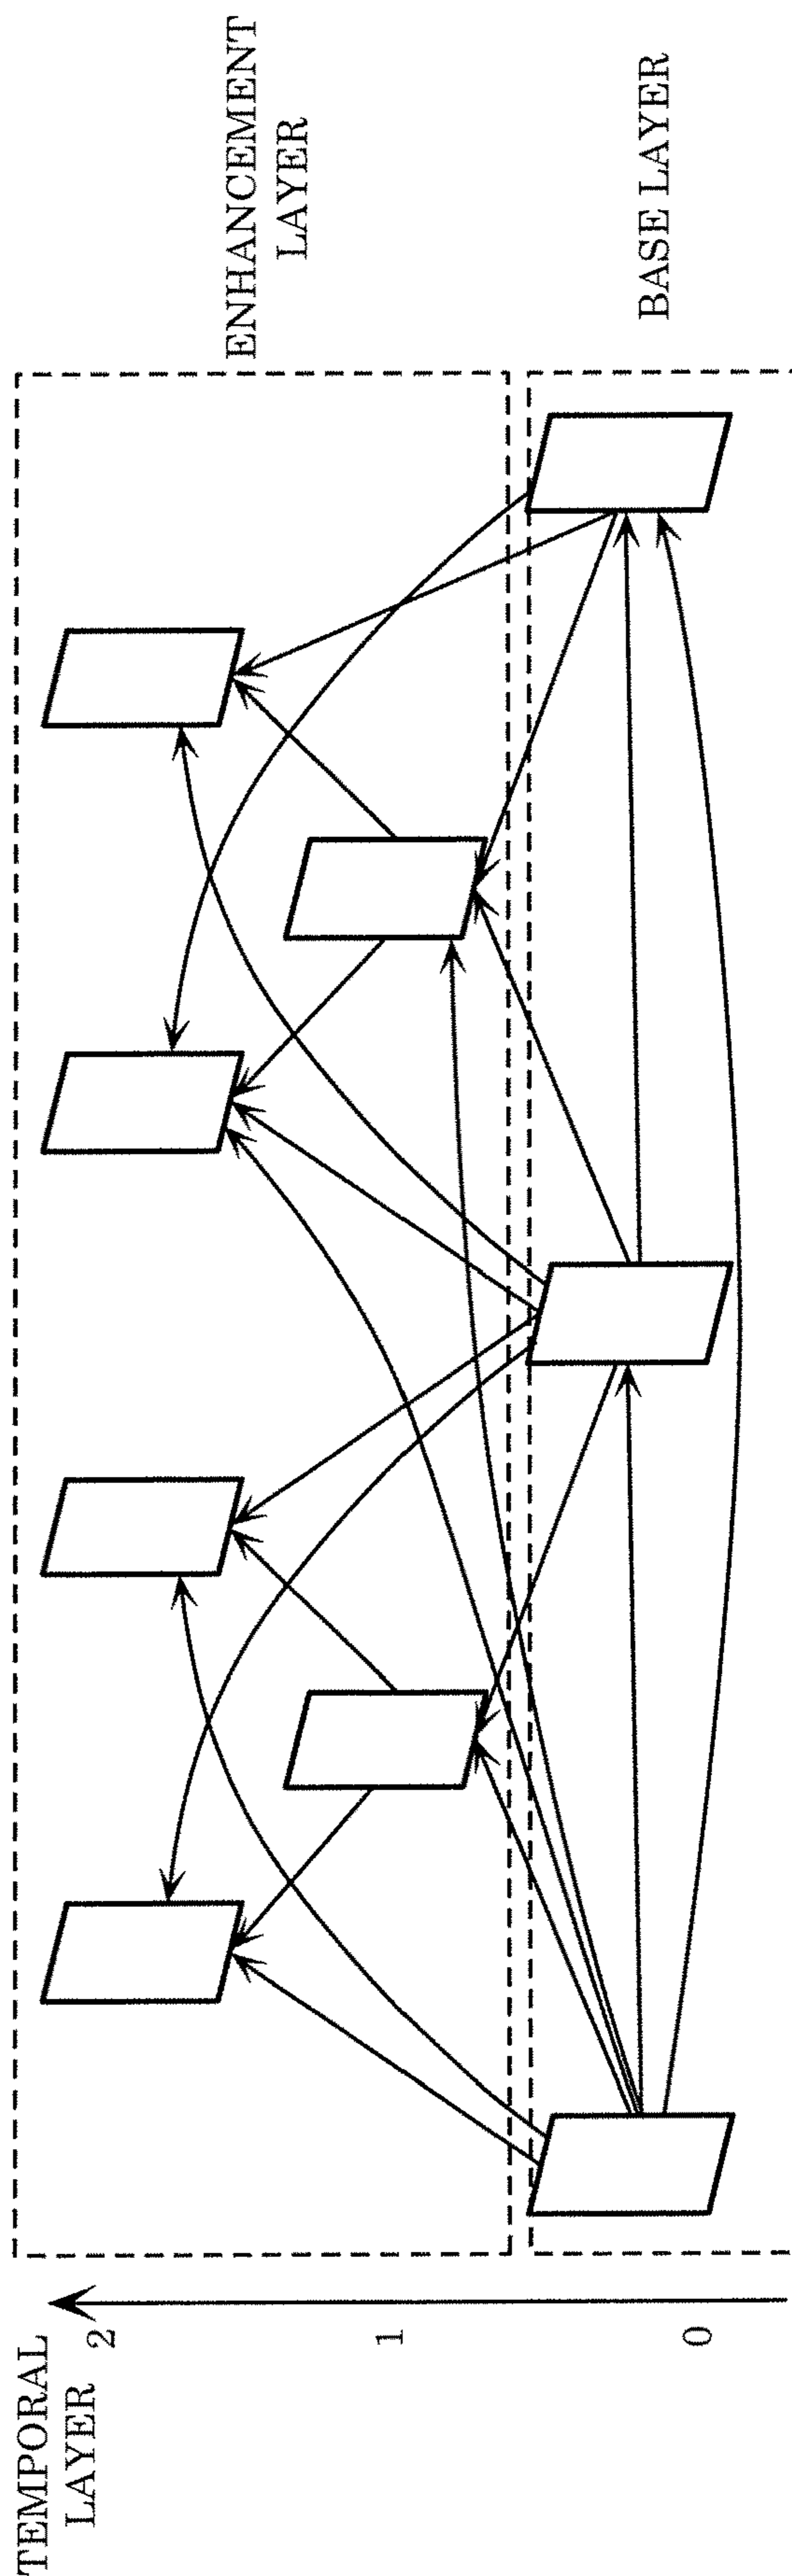 TEMPORAL
LAYER
2
1
0
ENHANCEMENT
LAYER
BASE LAYER